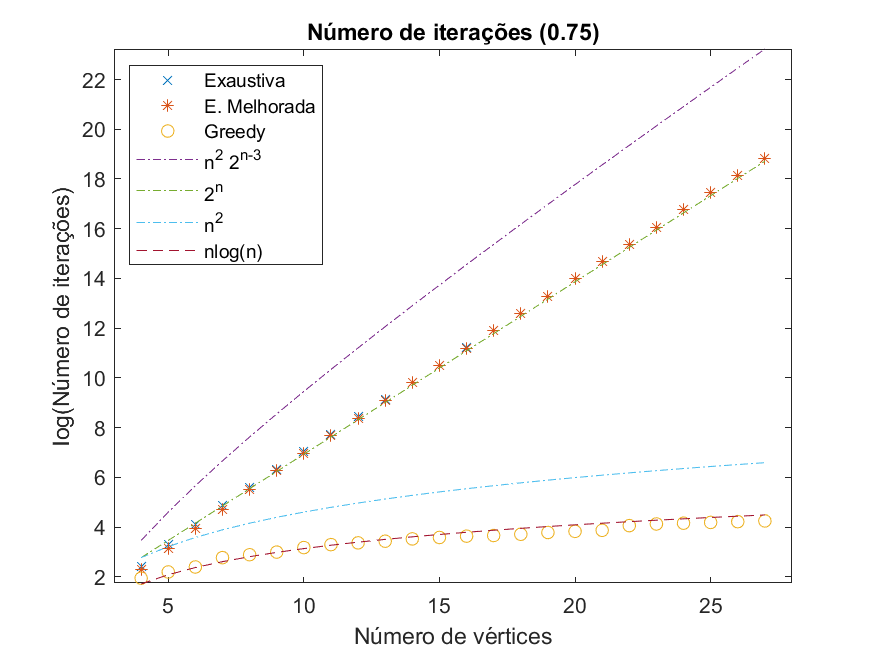 Número de iterações (0.75)
log(Número de iterações)
22
20
18
16
14
12
10
8
6
4
2
Exaustiva
E. Melhorada
Greedy
n² 2ⁿ⁻³
2ⁿ
n²
nlog(n)
5 10 15 20 25
Número de vértices